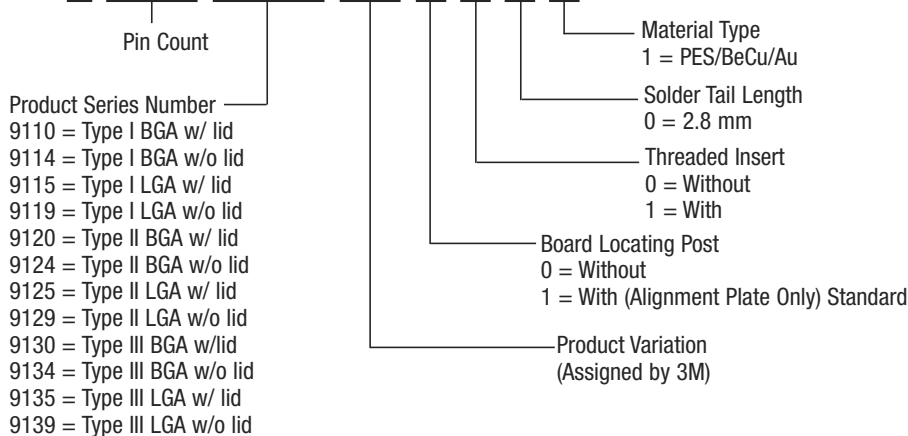 Pin Count
Product Series Number
9110 = Type I BGA w/ lid
9114 = Type I BGA w/o lid
9115 = Type I LGA w/ lid
9119 = Type I LGA w/o lid
9120 = Type II BGA w/ lid
9124 = Type II BGA w/o lid
9125 = Type II LGA w/ lid
9129 = Type II LGA w/o lid
9130 = Type III BGA w/lid
9134 = Type III BGA w/o lid
9135 = Type III LGA w/ lid
9139 = Type III LGA w/o lid
Material Type
1 = PES/BeCu/Au
Solder Tail Length
0 = 2.8 mm
Threaded Insert
0 = Without
1 = With
Board Locating Post
0 = Without
1 = With (Alignment Plate Only) Standard
Product Variation
(Assigned by 3M)